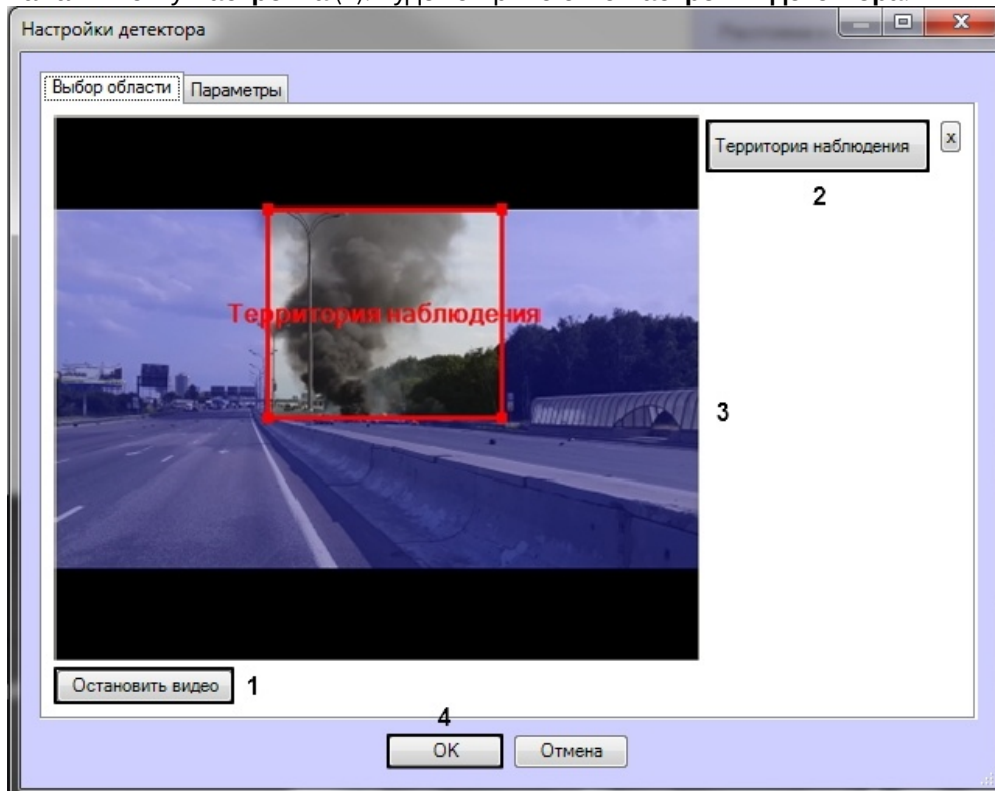 Настройки детектора
Выбор области
Параметры
Территория наблюдения
x
2
Территория наблюдения
3
Остановить видео
1
4
OK
Отмена